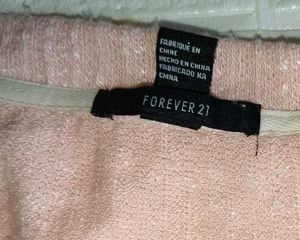 FABRIQUÉ EN
CHINE
HECHO EN CHINA
FABRICADO NA
CHINA
FOREVER 21